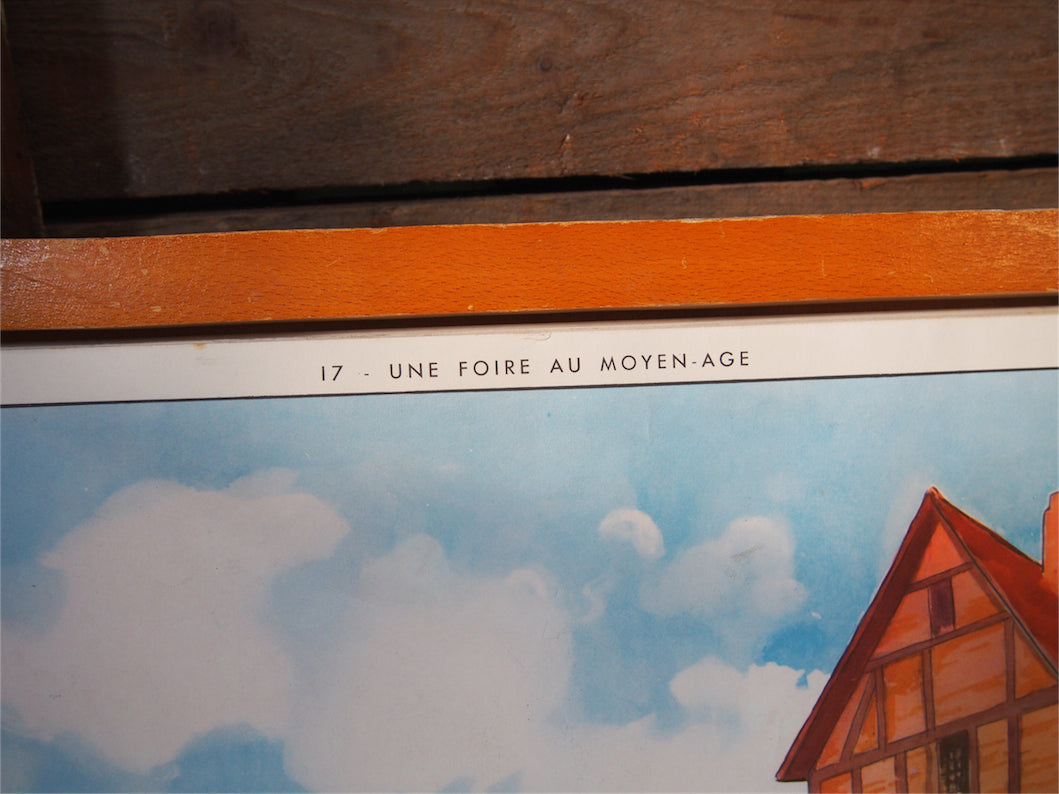 17 - UNE FOIRE AU MOYEN-AGE